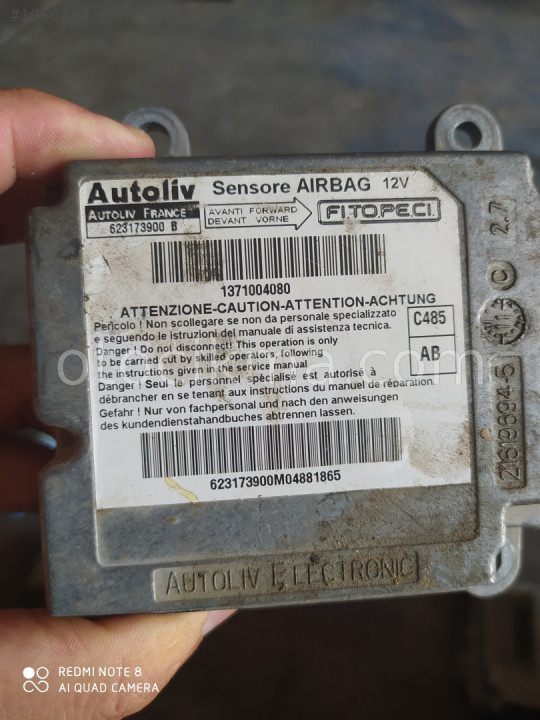 Autoliv Sensore AIRBAG 12V
AUTOLIV FRANCE
623173900 B
AVANTI FORWARD
DEVANT VORNE
F.I.T.O.P.E.C.I.
1371004080
ATTENZIONE-CAUTION-ATTENTION-ACHTUNG
Pericolo ! Non scollegare se non da personale specializzato
e seguendo le istruzioni del manuale di assistenza tecnica.
Danger ! Do not disconnect! This operation is only
to be carried out by skilled operators, following
the instructions given in the service manual
Danger ! Seul le personnel spécialisé est autorisé à
débrancher en se tenant aux instructions du manuel de réparation.
Gefahr ! Nur von fachpersonal und nach den anweisungen
des kundendienstahandbuches abtrennen lassen.
C485
AB
623173900M04881865
AUTOLIV ELECTRONIC
21619694-5
C 2.7
REDMI NOTE 8
AI QUAD CAMERA